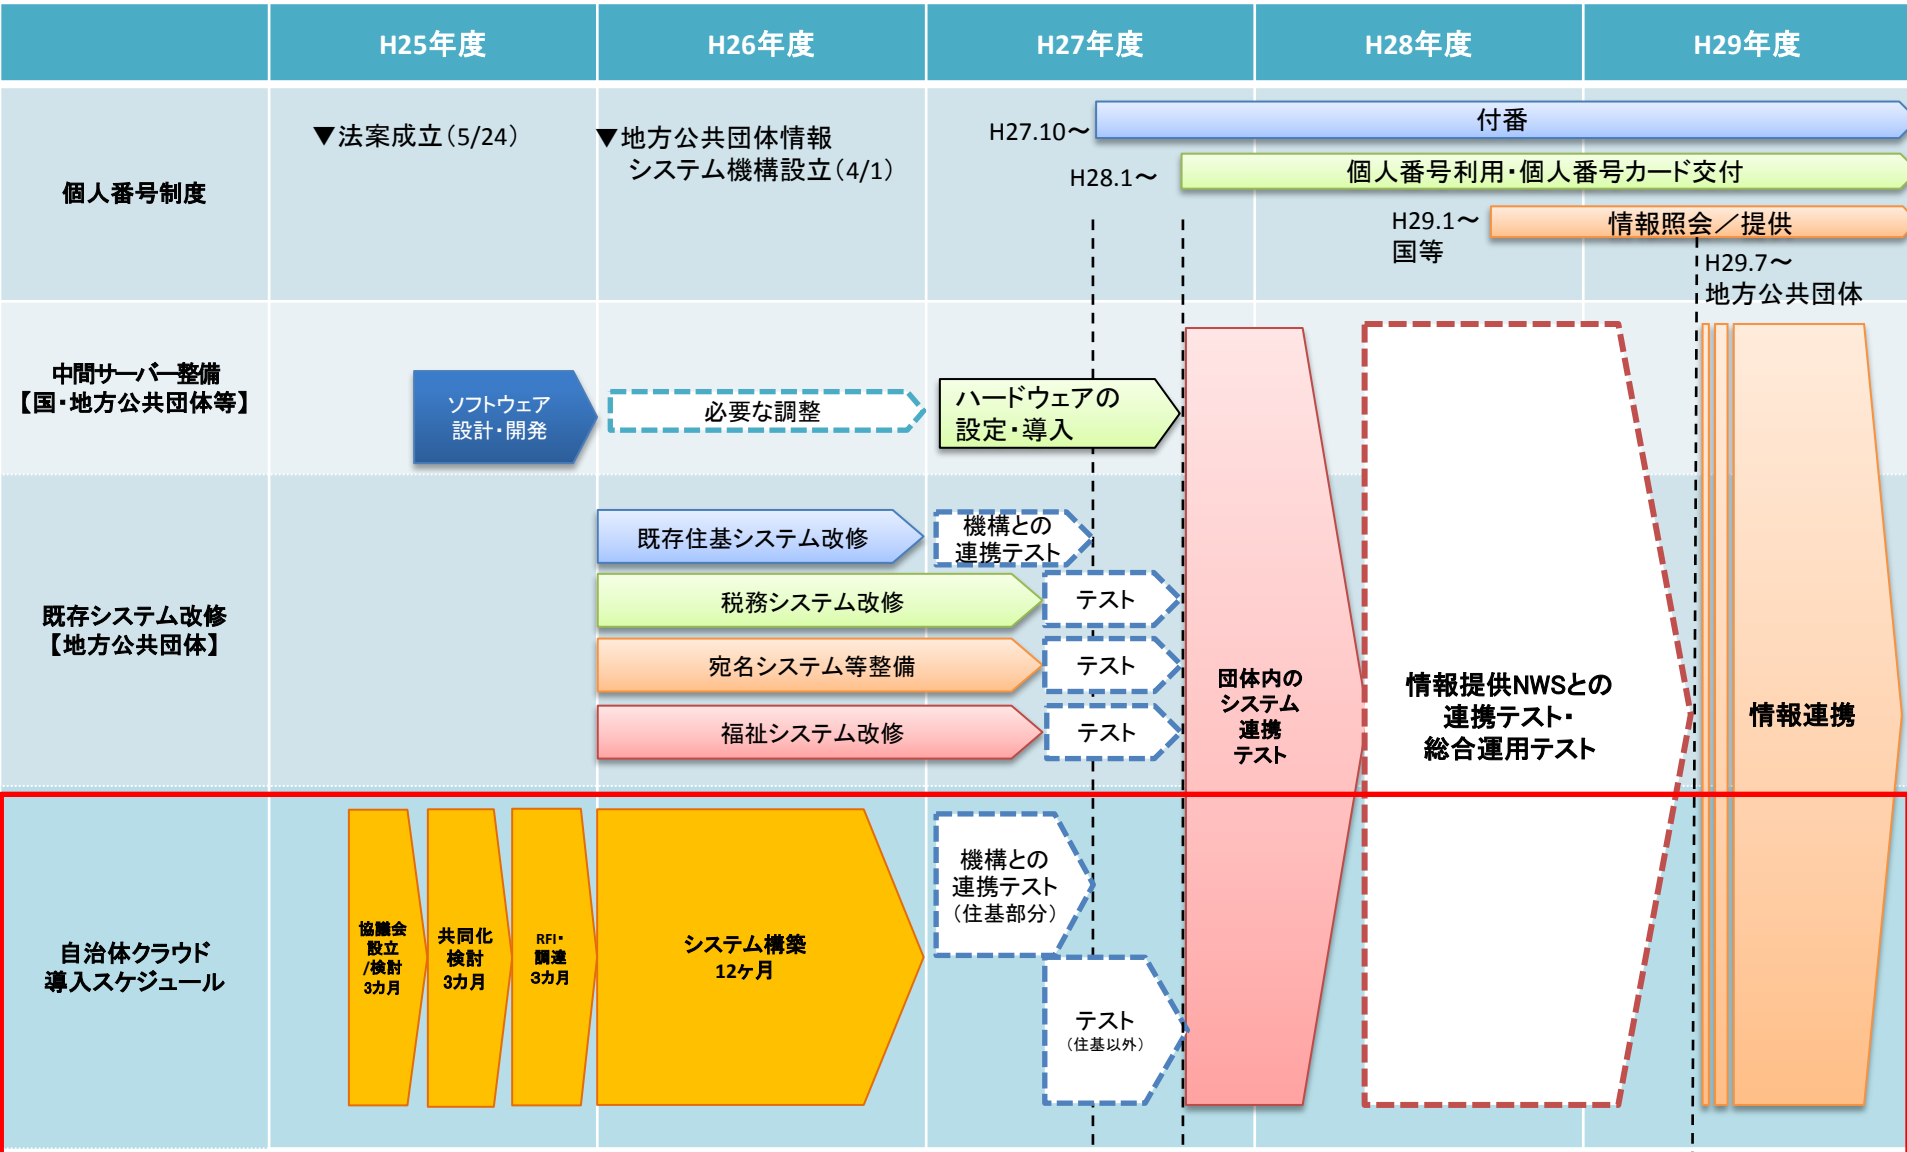 H25年度
H26年度
H27年度
H28年度
H29年度
個人番号制度
▼法案成立(5/24)
▼地方公共団体情報
システム機構設立(4/1)
H27.10～
付番
H28.1～
個人番号利用・個人番号カード交付
H29.1～
国等
情報照会／提供
H29.7～
地方公共団体
中間サーバー整備
【国・地方公共団体等】
ソフトウェア
設計・開発
必要な調整
ハードウェアの
設定・導入
既存システム改修
【地方公共団体】
既存住基システム改修
機構との
連携テスト
税務システム改修
テスト
宛名システム等整備
テスト
福祉システム改修
テスト
団体内の
システム
連携
テスト
情報提供NWSとの
連携テスト・
総合運用テスト
情報連携
自治体クラウド
導入スケジュール
協議会
設立
/検討
3カ月
共同化
検討
3カ月
RFI・
調達
3カ月
システム構築
12ヶ月
機構との
連携テスト
（住基部分）
テスト
（住基以外）